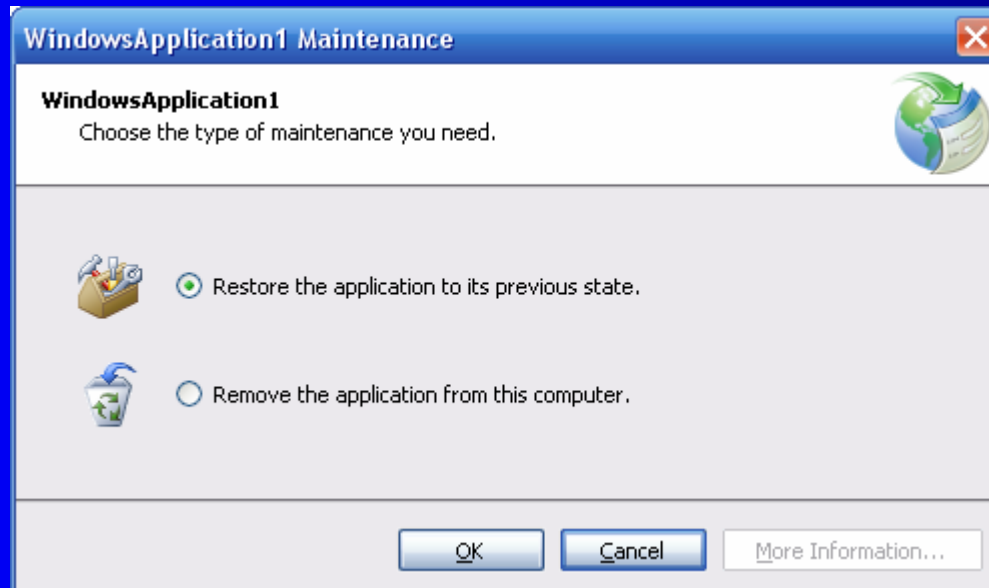 WindowsApplication1 Maintenance
WindowsApplication1
Choose the type of maintenance you need.
Restore the application to its previous state.
Remove the application from this computer.
OK Cancel More Information...